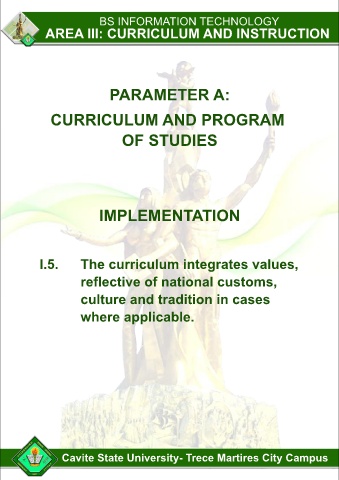 BS INFORMATION TECHNOLOGY
AREA III: CURRICULUM AND INSTRUCTION
PARAMETER A:
CURRICULUM AND PROGRAM
OF STUDIES
IMPLEMENTATION
I.5. The curriculum integrates values,
reflective of national customs,
culture and tradition in cases
where applicable.
Cavite State University- Trece Martires City Campus